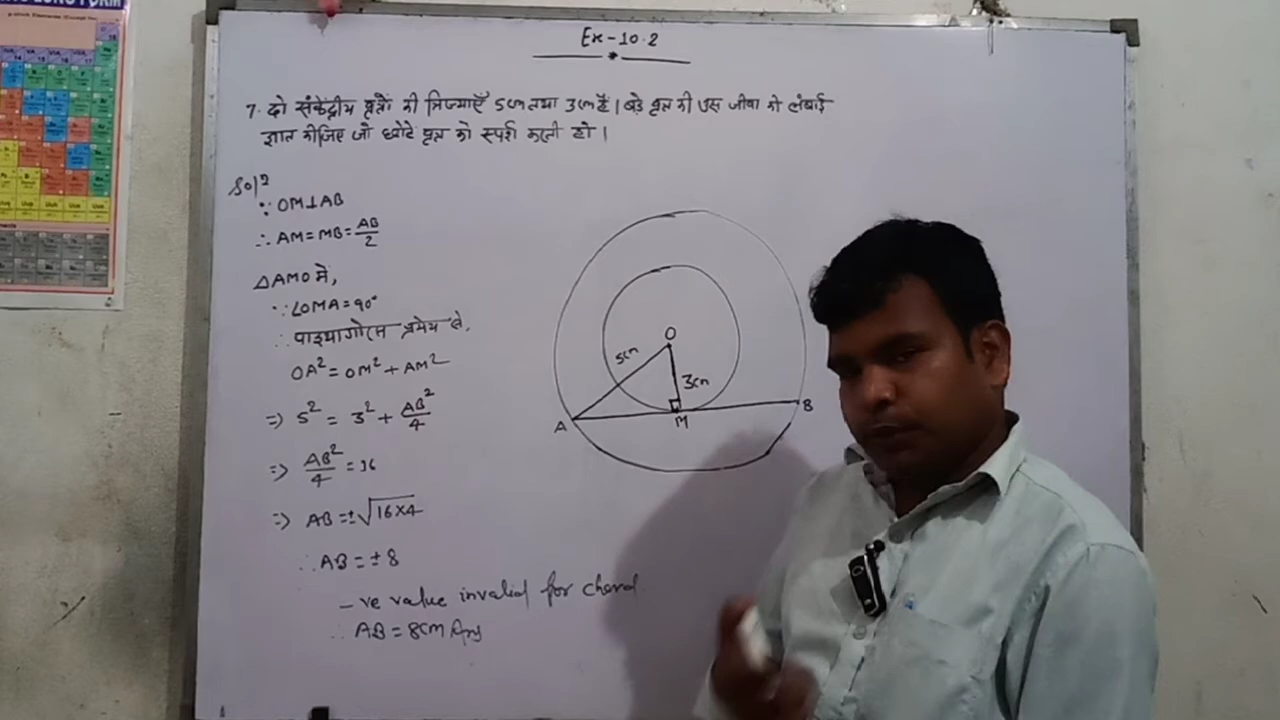 Ex-10.2
7. दो संकेंद्रीय वृत्तों की त्रिज्याएँ 5cm तथा 3cm हैं। बड़े वृत्त की उस जीवा की लंबाई
ज्ञात कीजिए जो छोटे वृत्त को स्पर्श करती हो।
Solⁿ
∵ OM⊥AB
∴ AM=MB=AB/2
△AMO में,
∵ ∠OMA=90°
∴ पाइथागोरस प्रमेय से,
OA²=OM²+AM²
⇒ 5² = 3² + AB²/4
⇒ AB²/4 = 16
⇒ AB=±√16×4
∴ AB=±8
-ve value invalid for chord.
∴ AB=8cm Ans
O
5cm
3cm
A
M
B